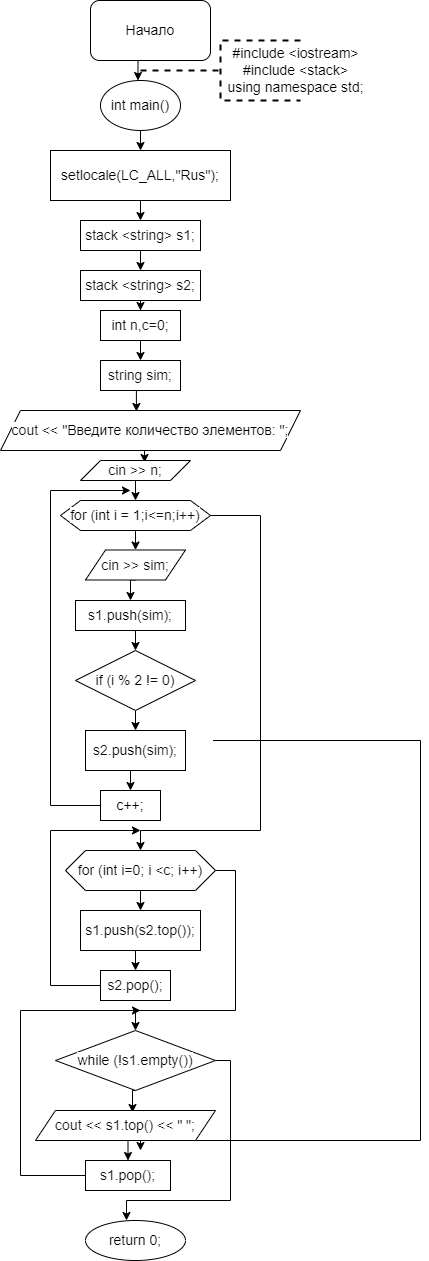 Начало
#include <iostream>
#include <stack>
using namespace std;
int main()
setlocale(LC_ALL,"Rus");
stack <string> s1;
stack <string> s2;
int n,c=0;
string sim;
cout << "Введите количество элементов: ";
cin >> n;
for (int i = 1;i<=n;i++)
cin >> sim;
s1.push(sim);
if (i % 2 != 0)
s2.push(sim);
c++;
for (int i=0; i <c; i++)
s1.push(s2.top());
s2.pop();
while (!s1.empty())
cout << s1.top() << " ";
s1.pop();
return 0;